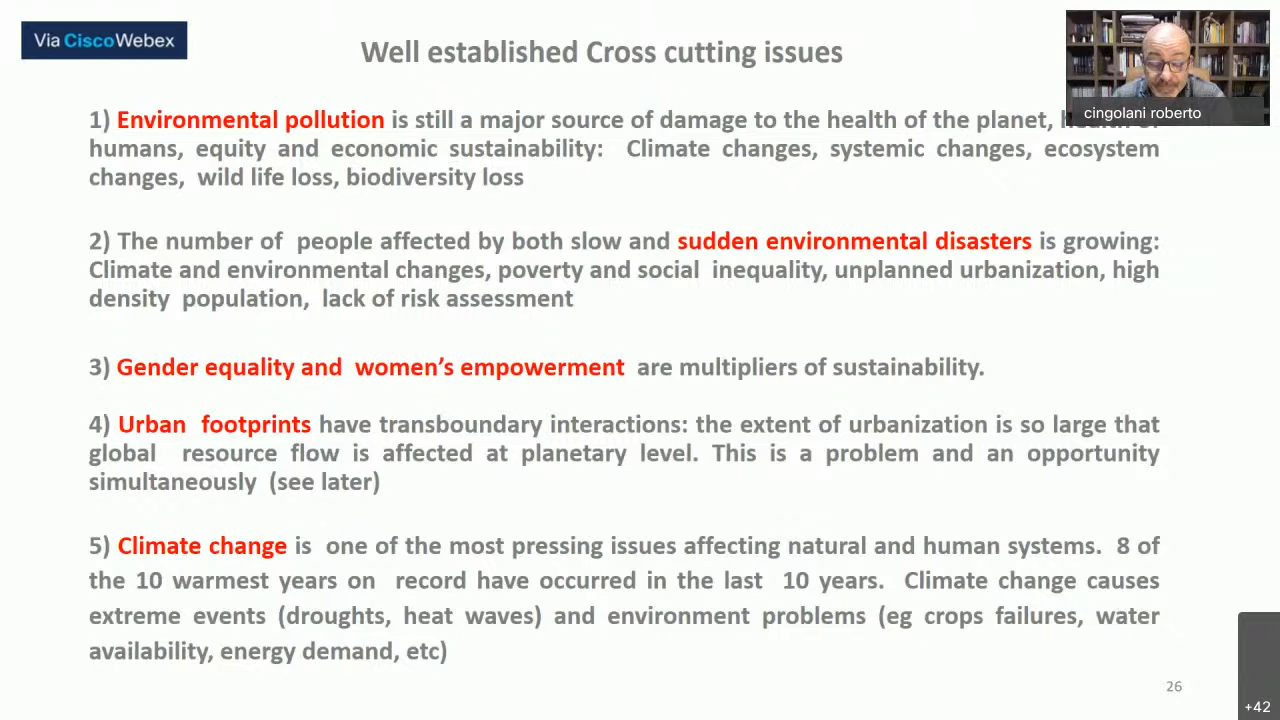 Via CiscoWebex
Well established Cross cutting issues
cingolani roberto
1) Environmental pollution is still a major source of damage to the health of the planet,
humans, equity and economic sustainability: Climate changes, systemic changes, ecosystem
changes, wild life loss, biodiversity loss
2) The number of people affected by both slow and sudden environmental disasters is growing:
Climate and environmental changes, poverty and social inequality, unplanned urbanization, high
density population, lack of risk assessment
3) Gender equality and women's empowerment are multipliers of sustainability.
4) Urban footprints have transboundary interactions: the extent of urbanization is so large that
global resource flow is affected at planetary level. This is a problem and an opportunity
simultaneously (see later)
5) Climate change is one of the most pressing issues affecting natural and human systems. 8 of
the 10 warmest years on record have occurred in the last 10 years. Climate change causes
extreme events (droughts, heat waves) and environment problems (eg crops failures, water
availability, energy demand, etc)
26
+42